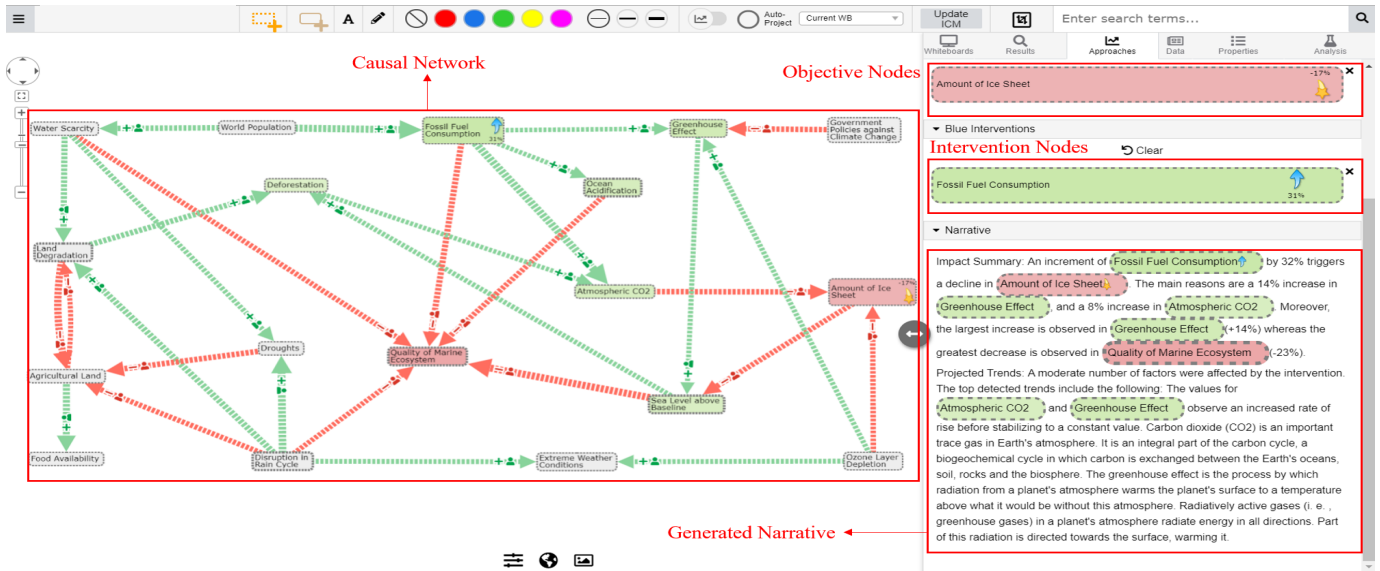 A
Auto-
Project
Current WB
Update
ICM
Enter search terms...
Whiteboards
Results
Approaches
Data
Properties
Analysis
Causal Network
Objective Nodes
Amount of Ice Sheet
-17%
Blue Interventions
Intervention Nodes
Clear
Fossil Fuel Consumption
31%
Narrative
Impact Summary: An increment of Fossil Fuel Consumption by 32% triggers
a decline in Amount of Ice Sheet . The main reasons are a 14% increase in
Greenhouse Effect , and a 8% increase in Atmospheric CO2 . Moreover,
the largest increase is observed in Greenhouse Effect (+14%) whereas the
greatest decrease is observed in Quality of Marine Ecosystem (-23%).
Projected Trends: A moderate number of factors were affected by the intervention.
The top detected trends include the following: The values for
Atmospheric CO2 and Greenhouse Effect observe an increased rate of
rise before stabilizing to a constant value. Carbon dioxide (CO2) is an important
trace gas in Earth's atmosphere. It is an integral part of the carbon cycle, a
biogeochemical cycle in which carbon is exchanged between the Earth's oceans,
soil, rocks and the biosphere. The greenhouse effect is the process by which
radiation from a planet's atmosphere warms the planet's surface to a temperature
above what it would be without this atmosphere. Radiatively active gases (i. e. ,
greenhouse gases) in a planet's atmosphere radiate energy in all directions. Part
of this radiation is directed towards the surface, warming it.
Water Scarcity
World Population
Fossil Fuel
Consumption
31%
Greenhouse
Effect
Government
Policies against
Climate Change
Deforestation
Ocean
Acidification
Land
Degradation
Atmospheric CO2
Amount of Ice
Sheet
-17%
Droughts
Quality of Marine
Ecosystem
Agricultural Land
Sea Level above
Baseline
Food Availability
Disruption in
Rain Cycle
Extreme Weather
Conditions
Ozone Layer
Depletion
Generated Narrative